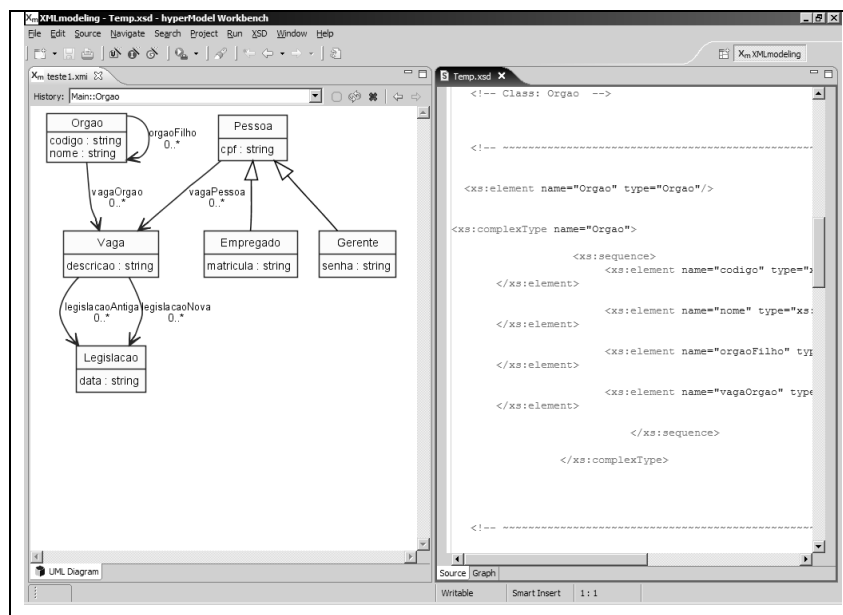 XMLmodeling - Temp.xsd - hyperModel Workbench
File Edit Source Navigate Search Project Run XSD Window Help
XMLmodeling
teste1.xmi
History: Main::Orgao
Orgao
codigo : string
nome : string
orgaoFilho
0..*
Pessoa
cpf : string
vagaOrgao
0..*
vagaPessoa
0..*
Vaga
descricao : string
Empregado
matricula : string
Gerente
senha : string
legislacaoAntiga
0..*
legislacaoNova
0..*
Legislacao
data : string
UML Diagram
Temp.xsd
<!-- Class: Orgao -->
<!-- ~~~~~~~~~~~~~~~~~~~~~~~~~~~~~~~~~~~~~~~
<xs:element name="Orgao" type="Orgao"/>
<xs:complexType name="Orgao">
<xs:sequence>
<xs:element name="codigo" type="x
</xs:element>
<xs:element name="nome" type="xs:
</xs:element>
<xs:element name="orgaoFilho" typ
</xs:element>
<xs:element name="vagaOrgao" type
</xs:element>
</xs:sequence>
</xs:complexType>
<!-- ~~~~~~~~~~~~~~~~~~~~~~~~~~~~~~~~~~~~~~~
Source Graph
Writable Smart Insert 1 : 1